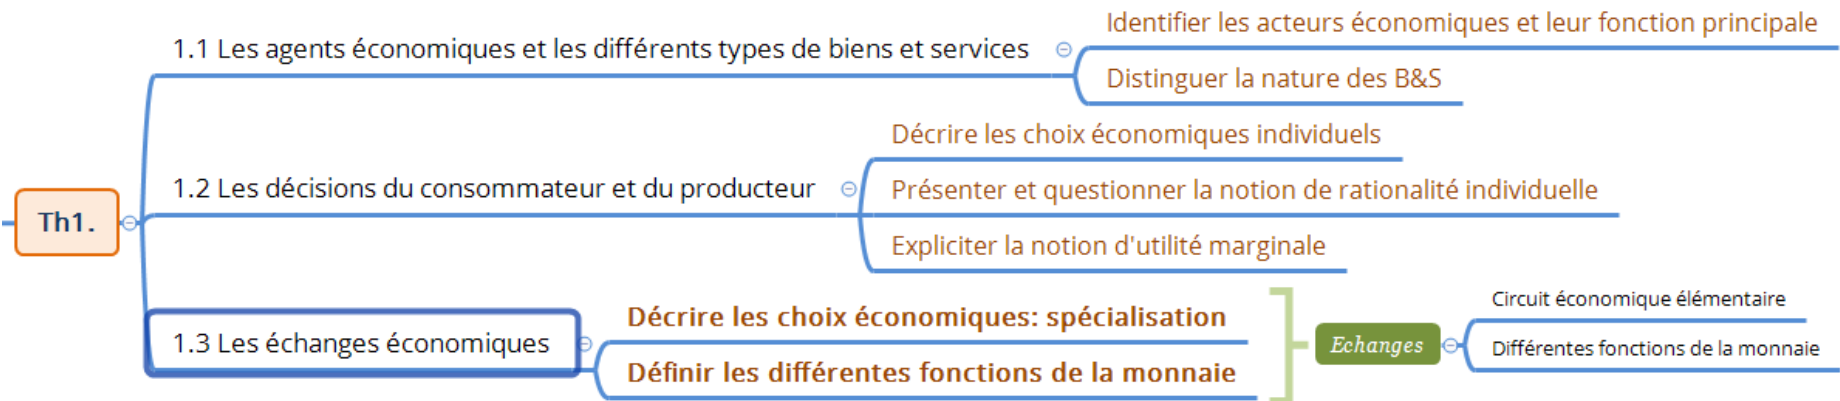 Th1.
1.1 Les agents économiques et les différents types de biens et services
Identifier les acteurs économiques et leur fonction principale
Distinguer la nature des B&S
1.2 Les décisions du consommateur et du producteur
Décrire les choix économiques individuels
Présenter et questionner la notion de rationalité individuelle
Expliciter la notion d'utilité marginale
1.3 Les échanges économiques
Décrire les choix économiques: spécialisation
Définir les différentes fonctions de la monnaie
Echanges
Circuit économique élémentaire
Différentes fonctions de la monnaie